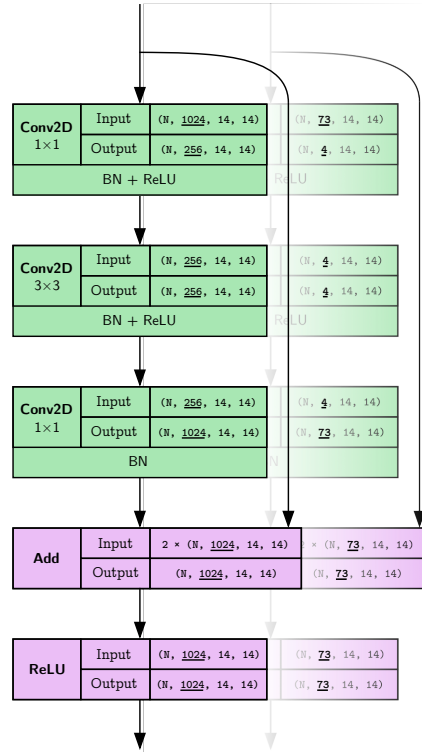 Conv2D 1×1
Input (N, 1024, 14, 14) (N, 73, 14, 14)
Output (N, 256, 14, 14) (N, 4, 14, 14)
BN + ReLU ReLU
Conv2D 3×3
Input (N, 256, 14, 14) (N, 4, 14, 14)
Output (N, 256, 14, 14) (N, 4, 14, 14)
BN + ReLU ReLU
Conv2D 1×1
Input (N, 256, 14, 14) (N, 4, 14, 14)
Output (N, 1024, 14, 14) (N, 73, 14, 14)
BN N
Add
Input 2 × (N, 1024, 14, 14) × (N, 73, 14, 14)
Output (N, 1024, 14, 14) (N, 73, 14, 14)
ReLU
Input (N, 1024, 14, 14) (N, 73, 14, 14)
Output (N, 1024, 14, 14) (N, 73, 14, 14)